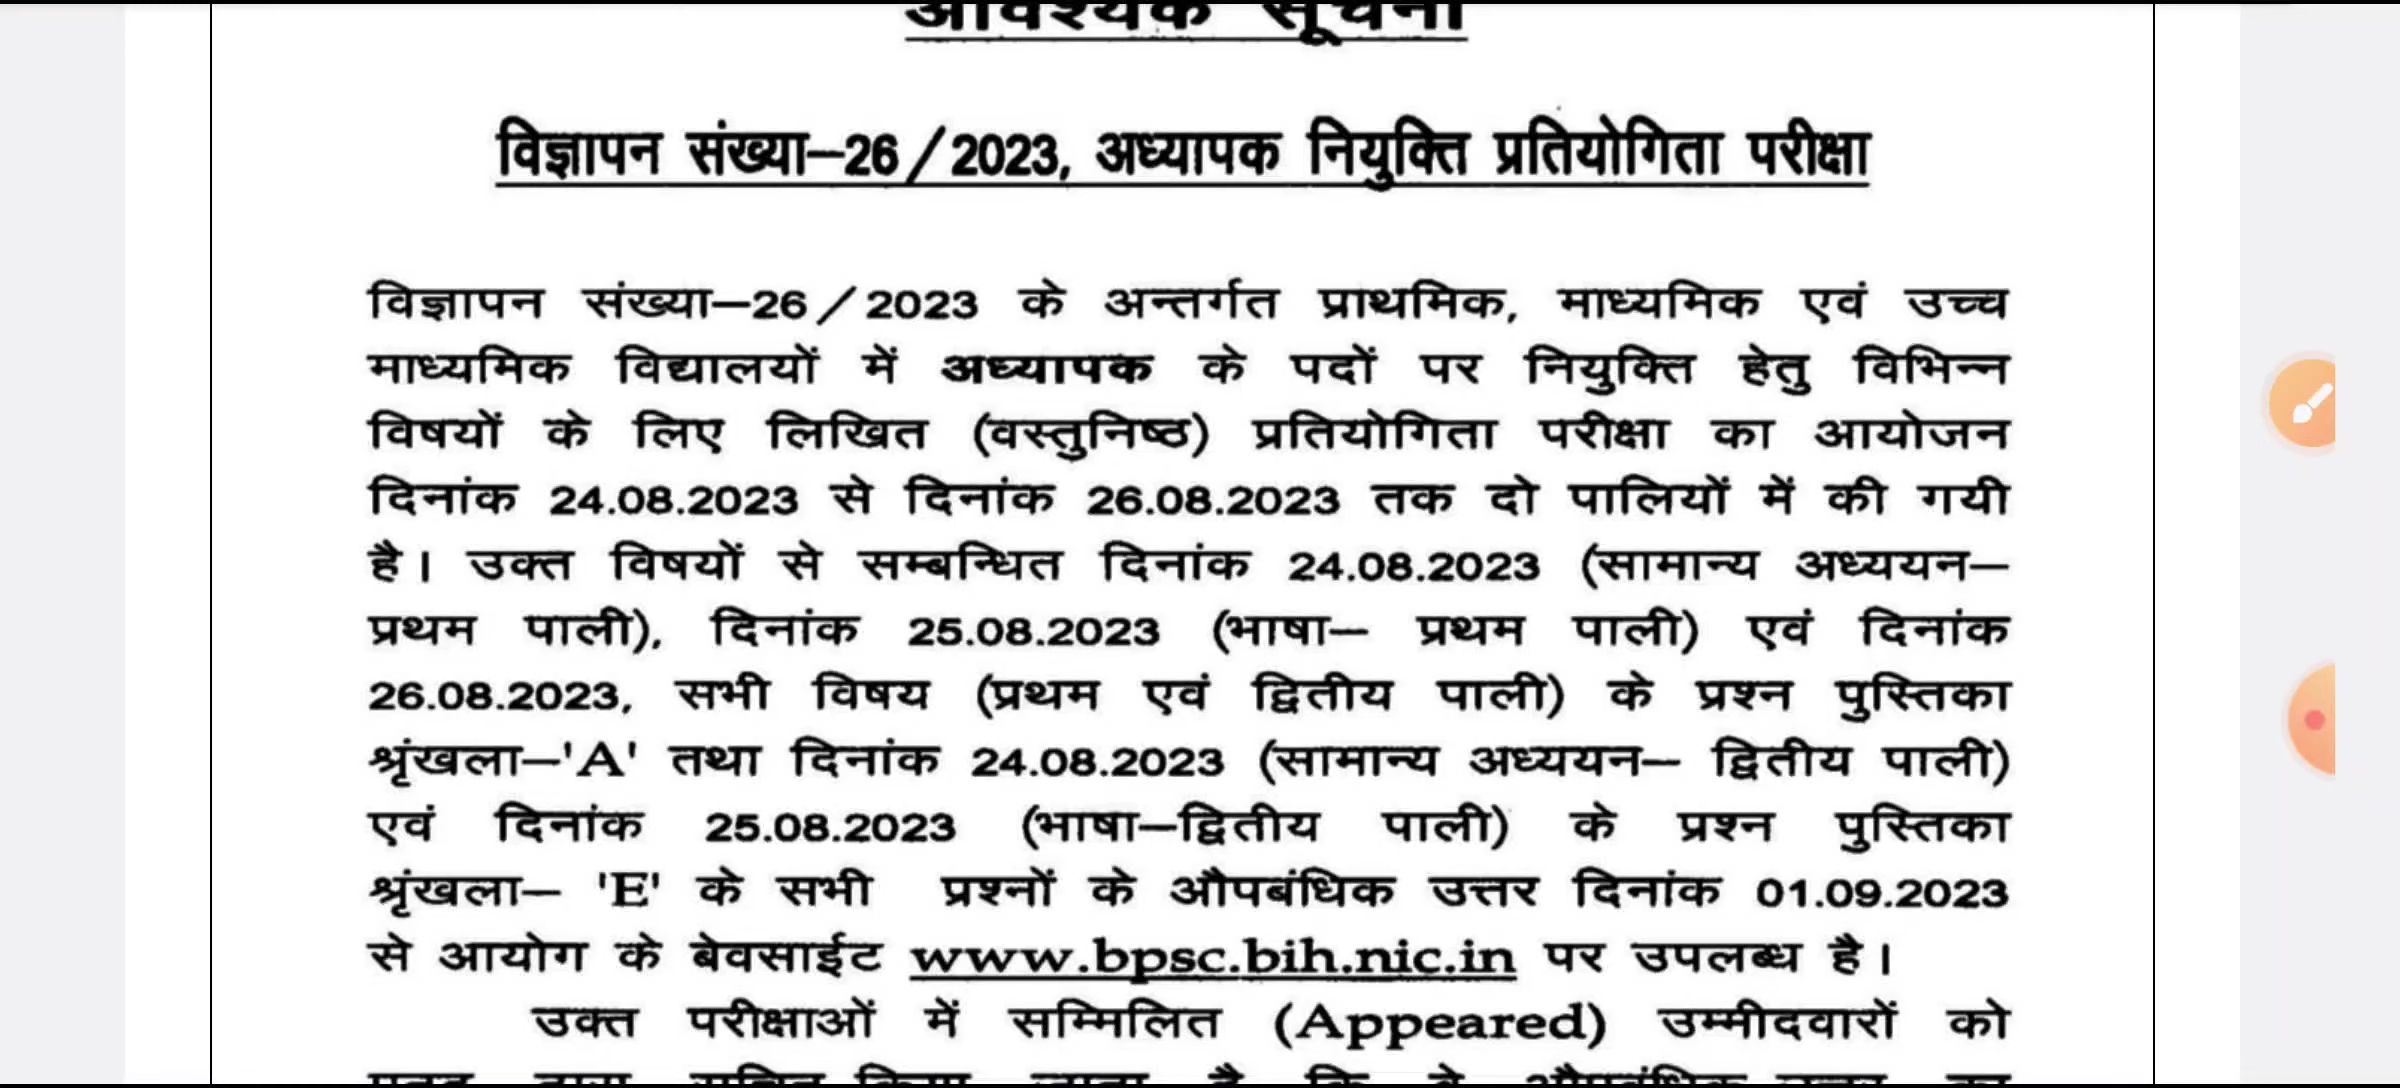 आवश्यक सूचना
विज्ञापन संख्या–26/2023, अध्यापक नियुक्ति प्रतियोगिता परीक्षा
विज्ञापन संख्या–26/2023 के अन्तर्गत प्राथमिक, माध्यमिक एवं उच्च
माध्यमिक विद्यालयों में अध्यापक के पदों पर नियुक्ति हेतु विभिन्न
विषयों के लिए लिखित (वस्तुनिष्ठ) प्रतियोगिता परीक्षा का आयोजन
दिनांक 24.08.2023 से दिनांक 26.08.2023 तक दो पालियों में की गयी
है। उक्त विषयों से सम्बन्धित दिनांक 24.08.2023 (सामान्य अध्ययन–
प्रथम पाली), दिनांक 25.08.2023 (भाषा– प्रथम पाली) एवं दिनांक
26.08.2023, सभी विषय (प्रथम एवं द्वितीय पाली) के प्रश्न पुस्तिका
श्रृंखला–'A' तथा दिनांक 24.08.2023 (सामान्य अध्ययन– द्वितीय पाली)
एवं दिनांक 25.08.2023 (भाषा–द्वितीय पाली) के प्रश्न पुस्तिका
श्रृंखला– 'E' के सभी प्रश्नों के औपबंधिक उत्तर दिनांक 01.09.2023
से आयोग के बेवसाईट www.bpsc.bih.nic.in पर उपलब्ध है।
उक्त परीक्षाओं में सम्मिलित (Appeared) उम्मीदवारों को